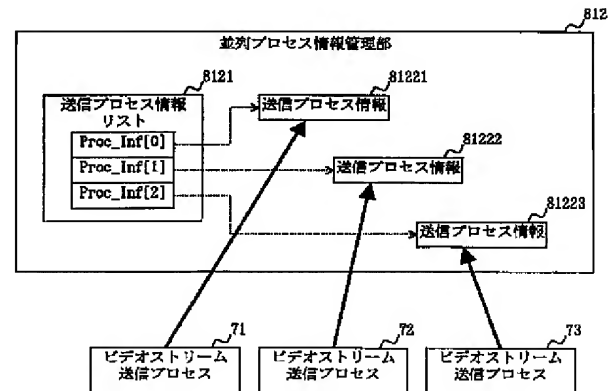 812
並列プロセス情報管理部
8121
送信プロセス情報
リスト
Proc_Inf[0]
Proc_Inf[1]
Proc_Inf[2]
81221
送信プロセス情報
81222
送信プロセス情報
81223
送信プロセス情報
71
ビデオストリーム
送信プロセス
72
ビデオストリーム
送信プロセス
73
ビデオストリーム
送信プロセス